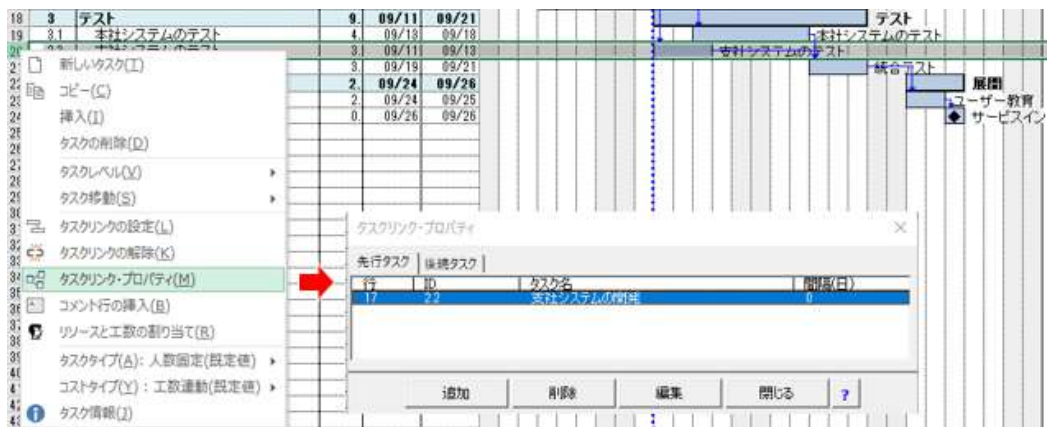 18 3 テスト 9. 09/11 09/21 テスト
19 3.1 本社システムのテスト 4. 09/13 09/18 本社システムのテスト
20 3. 09/11 09/13 支社システムのテスト
3. 09/19 09/21 統合テスト
2. 09/24 09/26 展開
2. 09/24 09/25 ユーザー教育
0. 09/26 09/26 サービスイン
新しいタスク(T)
コピー(C)
挿入(I)
タスクの削除(D)
タスクレベル(V)
タスク移動(S)
タスクリンクの設定(L)
タスクリンクの解除(K)
タスクリンク・プロパティ(M)
コメント行の挿入(B)
リソースと工数の割り当て(R)
タスクタイプ(A): 人数固定(既定値)
コストタイプ(Y) : 工数連動(既定値)
タスク情報(J)
タスクリンク・プロパティ
先行タスク 後続タスク
行 ID タスク名 間隔(日)
17 2.2 支社システムの開発 0
追加 削除 編集 閉じる ?